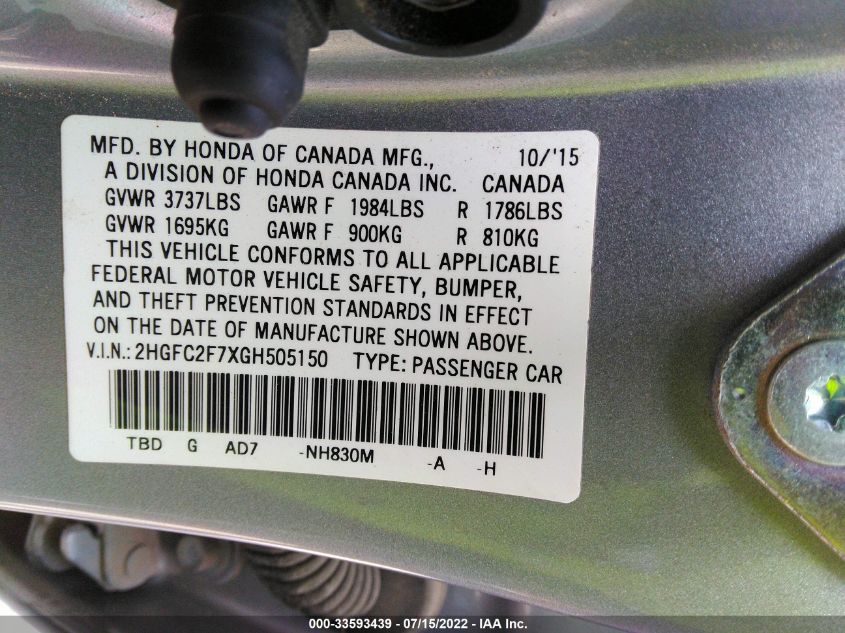 MFD. BY HONDA OF CANADA MFG., 10/'15
A DIVISION OF HONDA CANADA INC. CANADA
GVWR 3737LBS GAWR F 1984LBS R 1786LBS
GVWR 1695KG GAWR F 900KG R 810KG
THIS VEHICLE CONFORMS TO ALL APPLICABLE
FEDERAL MOTOR VEHICLE SAFETY, BUMPER,
AND THEFT PREVENTION STANDARDS IN EFFECT
ON THE DATE OF MANUFACTURE SHOWN ABOVE.
V.I.N.: 2HGFC2F7XGH505150 TYPE: PASSENGER CAR
TBD G AD7 -NH830M -A -H
000-33593439 - 07/15/2022 - IAA Inc.